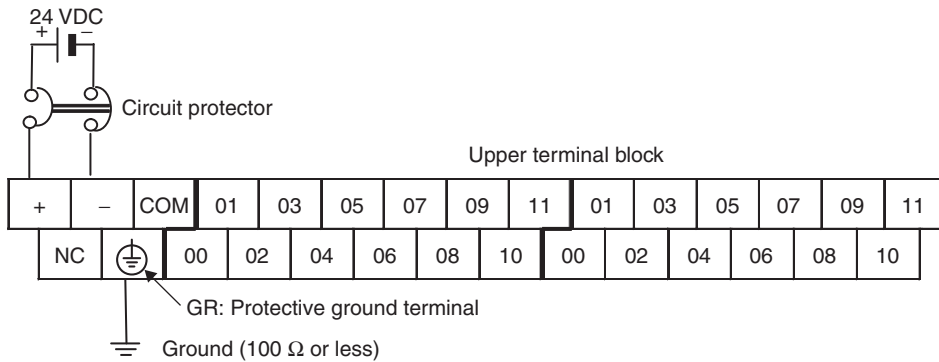 24 VDC
+ −
Circuit protector
Upper terminal block
+ − COM 01 03 05 07 09 11 01 03 05 07 09 11
NC 00 02 04 06 08 10 00 02 04 06 08 10
GR: Protective ground terminal
Ground (100 Ω or less)